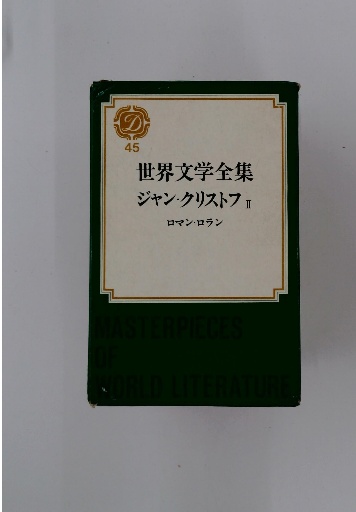 D
45
世界文学全集
ジャン・クリストフ II
ロマン・ロラン
MASTERPIECES
OF
WORLD LITERATURE